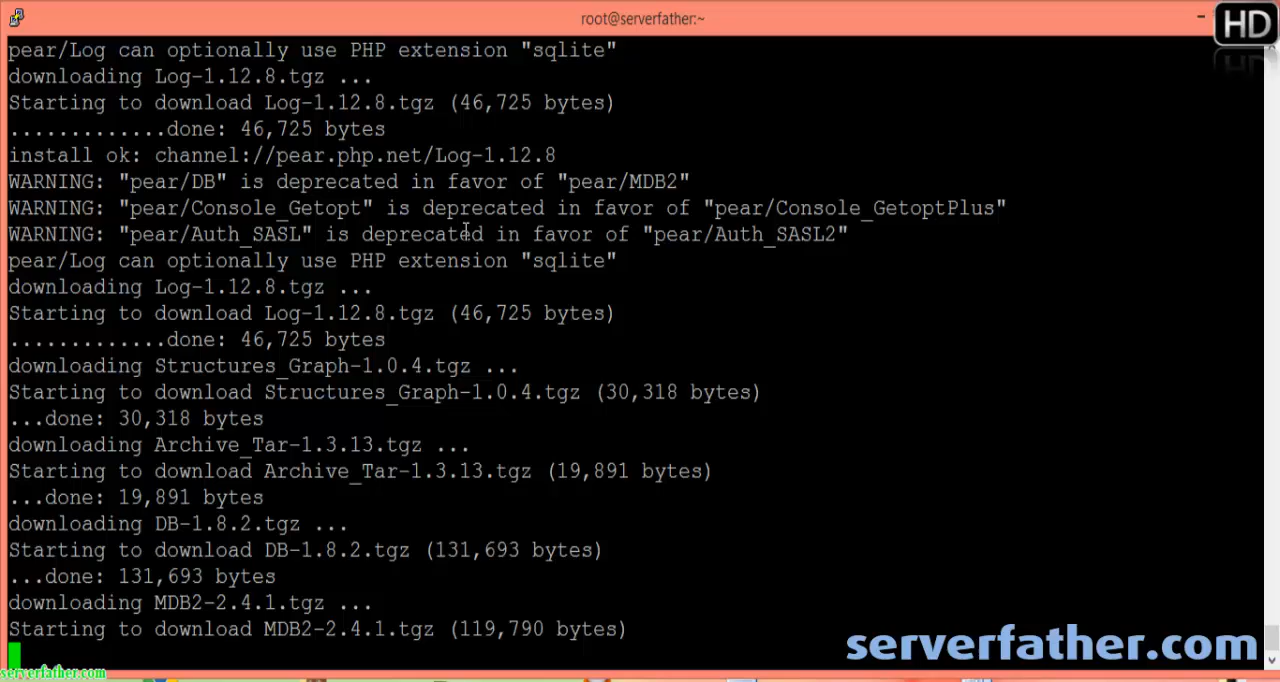 root@serverfather:~
HD
pear/Log can optionally use PHP extension "sqlite"
downloading Log-1.12.8.tgz ...
Starting to download Log-1.12.8.tgz (46,725 bytes)
.............done: 46,725 bytes
install ok: channel://pear.php.net/Log-1.12.8
WARNING: "pear/DB" is deprecated in favor of "pear/MDB2"
WARNING: "pear/Console_Getopt" is deprecated in favor of "pear/Console_GetoptPlus"
WARNING: "pear/Auth_SASL" is deprecated in favor of "pear/Auth_SASL2"
pear/Log can optionally use PHP extension "sqlite"
downloading Log-1.12.8.tgz ...
Starting to download Log-1.12.8.tgz (46,725 bytes)
.............done: 46,725 bytes
downloading Structures_Graph-1.0.4.tgz ...
Starting to download Structures_Graph-1.0.4.tgz (30,318 bytes)
...done: 30,318 bytes
downloading Archive_Tar-1.3.13.tgz ...
Starting to download Archive_Tar-1.3.13.tgz (19,891 bytes)
...done: 19,891 bytes
downloading DB-1.8.2.tgz ...
Starting to download DB-1.8.2.tgz (131,693 bytes)
...done: 131,693 bytes
downloading MDB2-2.4.1.tgz ...
Starting to download MDB2-2.4.1.tgz (119,790 bytes)
serverfather.com
serverfather.com